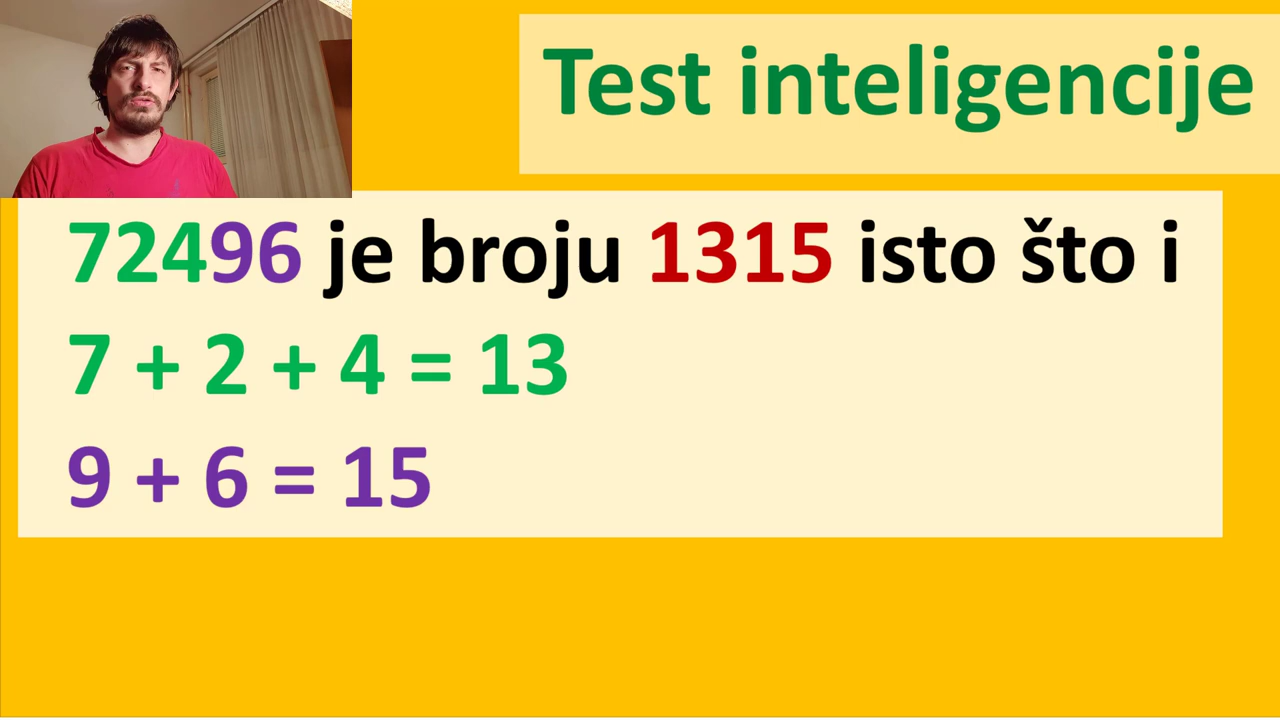 Test inteligencije
72496 je broju 1315 isto što i
7 + 2 + 4 = 13
9 + 6 = 15